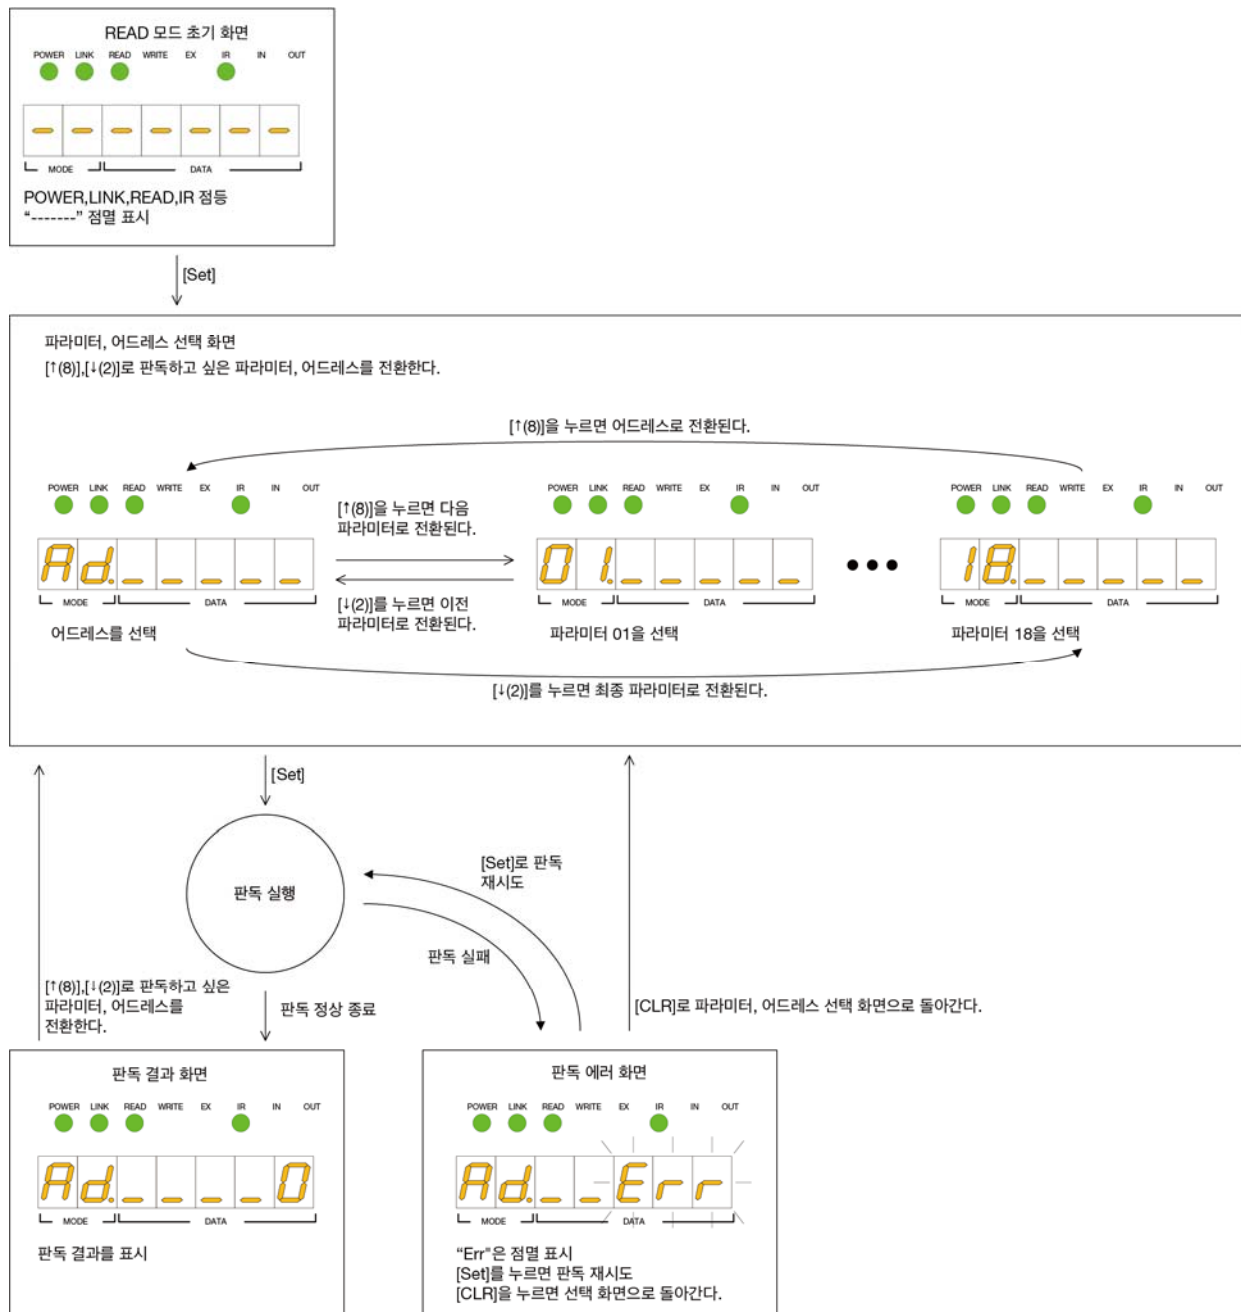 READ 모드 초기 화면
POWER LINK READ WRITE EX IR IN OUT
-------
MODE DATA
POWER,LINK,READ,IR 점등
“-------” 점멸 표시
[Set]
파라미터, 어드레스 선택 화면
[↑(8)],[↓(2)]로 판독하고 싶은 파라미터, 어드레스를 전환한다.
[↑(8)]을 누르면 어드레스로 전환된다.
POWER LINK READ WRITE EX IR IN OUT
Ad._ _ _ _ _
MODE DATA
어드레스를 선택
[↑(8)]을 누르면 다음
파라미터로 전환된다.
[↓(2)]를 누르면 이전
파라미터로 전환된다.
POWER LINK READ WRITE EX IR IN OUT
01._ _ _ _ _
MODE DATA
파라미터 01을 선택
●●●
POWER LINK READ WRITE EX IR IN OUT
18._ _ _ _ _
MODE DATA
파라미터 18을 선택
[↓(2)]를 누르면 최종 파라미터로 전환된다.
[Set]
판독 실행
[Set]로 판독
재시도
판독 실패
[↑(8)],[↓(2)]로 판독하고 싶은
파라미터, 어드레스를
전환한다.
판독 정상 종료
[CLR]로 파라미터, 어드레스 선택 화면으로 돌아간다.
판독 결과 화면
POWER LINK READ WRITE EX IR IN OUT
Ad._ _ _ _0
MODE DATA
판독 결과를 표시
판독 에러 화면
POWER LINK READ WRITE EX IR IN OUT
Ad._ _Err
MODE DATA
“Err"은 점멸 표시
[Set]를 누르면 판독 재시도
[CLR]을 누르면 선택 화면으로 돌아간다.